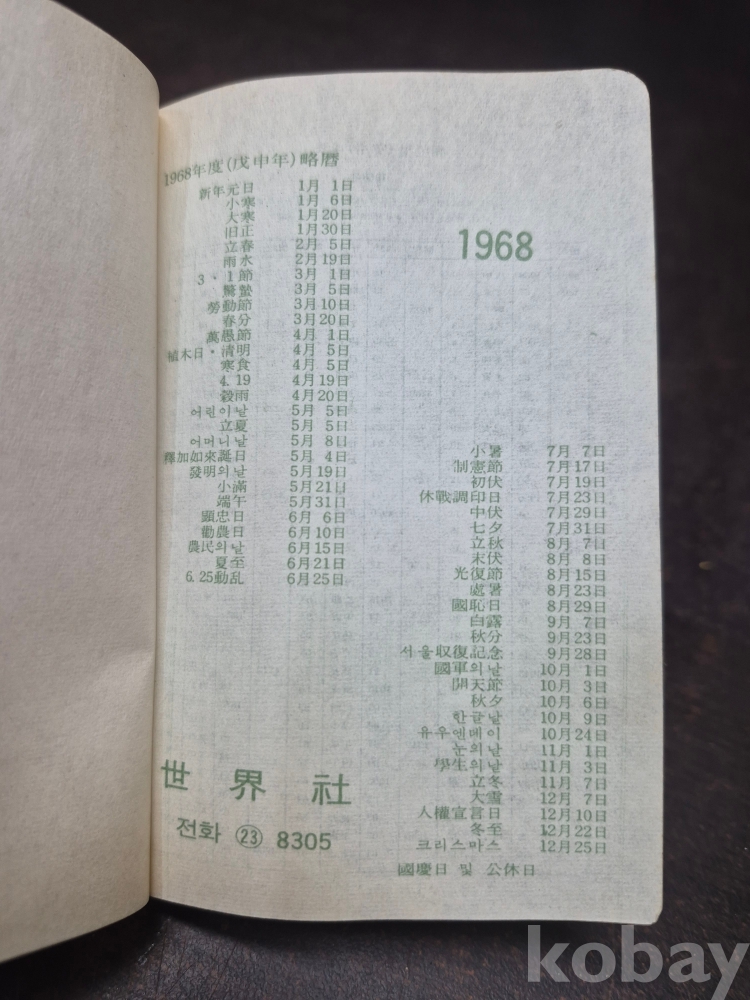 1968年度(戊申年)略暦
新年元日 1月 1日
小寒 1月 6日
大寒 1月20日
旧正 1月30日
立春 2月 5日
雨水 2月19日
3·1節 3月 1日
驚蟄 3月 5日
勞動節 3月10日
春分 3月20日
萬愚節 4月 1日
植木日·清明 4月 5日
寒食 4月 5日
4.19 4月19日
穀雨 4月20日
어린이날 5月 5日
立夏 5月 5日
어머니날 5月 8日
釋加如來誕日 5月 4日
發明의날 5月19日
小滿 5月21日
端午 5月31日
顯忠日 6月 6日
勸農日 6月10日
農民의날 6月15日
夏至 6月21日
6.25動乱 6月25日
世界社
전화 ㉓ 8305
1968
小暑 7月 7日
制憲節 7月17日
初伏 7月19日
休戰調印日 7月23日
中伏 7月29日
七夕 7月31日
立秋 8月 7日
末伏 8月 8日
光復節 8月15日
處暑 8月23日
國恥日 8月29日
白露 9月 7日
秋分 9月23日
서울収復記念 9月28日
國軍의날 10月 1日
開天節 10月 3日
秋夕 10月 6日
한글날 10月 9日
유우엔데이 10月24日
눈의날 11月 1日
學生의날 11月 3日
立冬 11月 7日
大雪 12月 7日
人權宣言日 12月10日
冬至 12月22日
크리스마스 12月25日
國慶日 및 公休日
kobay